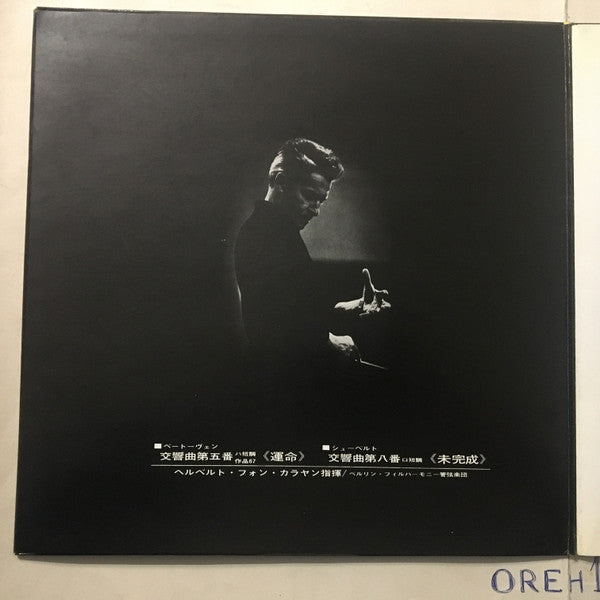 ■ベートーヴェン
交響曲第五番 ハ短調 作品67 《運命》
■シューベルト
交響曲第八番 ロ短調 《未完成》
ヘルベルト・フォン・カラヤン指揮/ベルリン・フィルハーモニー管弦楽団
OREH1